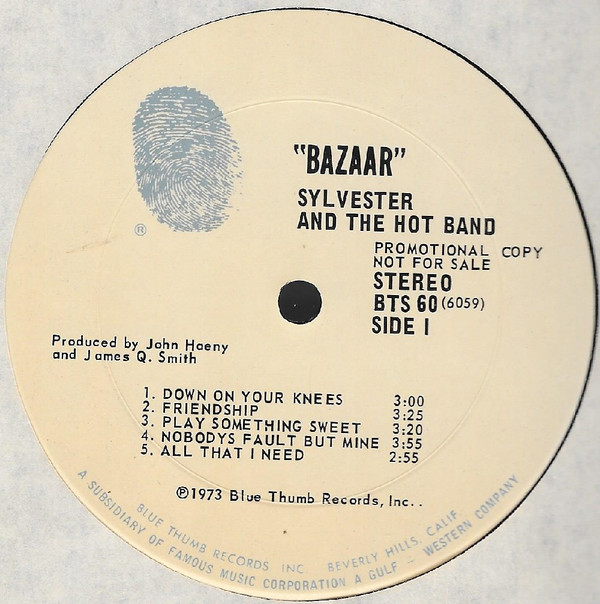 "BAZAAR"
SYLVESTER
AND THE HOT BAND
PROMOTIONAL COPY
NOT FOR SALE
STEREO
BTS 60 (6059)
SIDE I
®
Produced by John Haeny
and James Q. Smith
1. DOWN ON YOUR KNEES 3:00
2. FRIENDSHIP 3:25
3. PLAY SOMETHING SWEET 3:20
4. NOBODYS FAULT BUT MINE 3:55
5. ALL THAT I NEED 2:55
℗1973 Blue Thumb Records, Inc..
BLUE THUMB RECORDS INC BEVERLY HILLS, CALIF.
A SUBSIDIARY OF FAMOUS MUSIC CORPORATION A GULF - WESTERN COMPANY